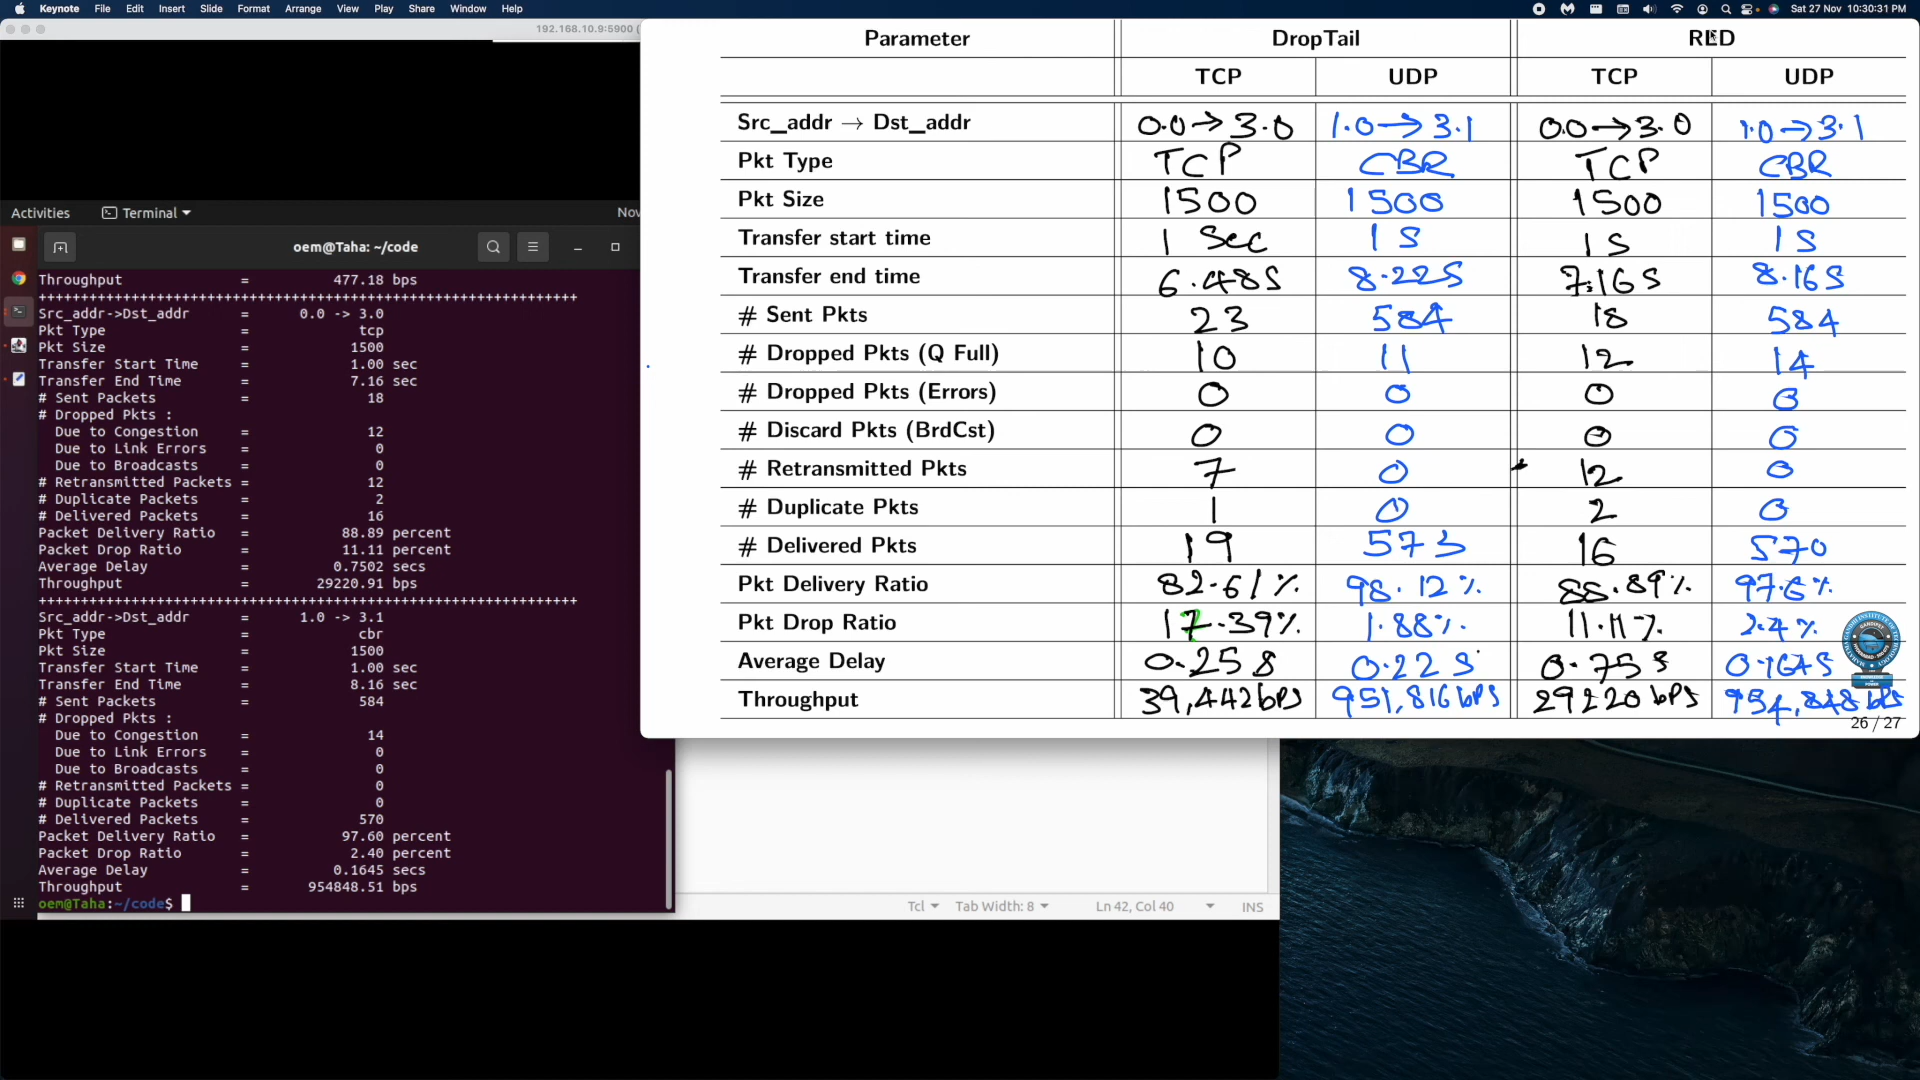 Keynote File Edit Insert Slide Format Arrange View Play Share Window Help Sat 27 Nov 10:30:31 PM
192.168.10.9:5900 (
Activities Terminal Nov
oem@Taha: ~/code
Throughput = 477.18 bps
+++++++++++++++++++++++++++++++++++++++++++++++++++++++++++++++++
Src_addr->Dst_addr = 0.0 -> 3.0
Pkt Type = tcp
Pkt Size = 1500
Transfer Start Time = 1.00 sec
Transfer End Time = 7.16 sec
# Sent Packets = 18
# Dropped Pkts :
Due to Congestion = 12
Due to Link Errors = 0
Due to Broadcasts = 0
# Retransmitted Packets = 12
# Duplicate Packets = 2
# Delivered Packets = 16
Packet Delivery Ratio = 88.89 percent
Packet Drop Ratio = 11.11 percent
Average Delay = 0.7502 secs
Throughput = 29220.91 bps
+++++++++++++++++++++++++++++++++++++++++++++++++++++++++++++++++
Src_addr->Dst_addr = 1.0 -> 3.1
Pkt Type = cbr
Pkt Size = 1500
Transfer Start Time = 1.00 sec
Transfer End Time = 8.16 sec
# Sent Packets = 584
# Dropped Pkts :
Due to Congestion = 14
Due to Link Errors = 0
Due to Broadcasts = 0
# Retransmitted Packets = 0
# Duplicate Packets = 0
# Delivered Packets = 570
Packet Delivery Ratio = 97.60 percent
Packet Drop Ratio = 2.40 percent
Average Delay = 0.1645 secs
Throughput = 954848.51 bps
oem@Taha:~/code$
Parameter DropTail RED
TCP UDP TCP UDP
Src_addr → Dst_addr 0.0→3.0 1.0→3.1 0.0→3.0 1.0→3.1
Pkt Type TCP CBR TCP CBR
Pkt Size 1500 1500 1500 1500
Transfer start time 1 Sec 1 S 1 S 1 S
Transfer end time 6.48S 8.22S 7.16S 8.16S
# Sent Pkts 23 584 18 584
# Dropped Pkts (Q Full) 10 11 12 14
# Dropped Pkts (Errors) 0 0 0 0
# Discard Pkts (BrdCst) 0 0 0 0
# Retransmitted Pkts 7 0 12 0
# Duplicate Pkts 1 0 2 0
# Delivered Pkts 19 573 16 570
Pkt Delivery Ratio 82.61% 98.12% 88.89% 97.6%
Pkt Drop Ratio 17.39% 1.88% 11.11% 2.4%
Average Delay 0.25S 0.22S 0.75S 0.164S
Throughput 39,442bps 951,816bps 29220bps 954,848bps
26 / 27
Tcl Tab Width: 8 Ln 42, Col 40 INS